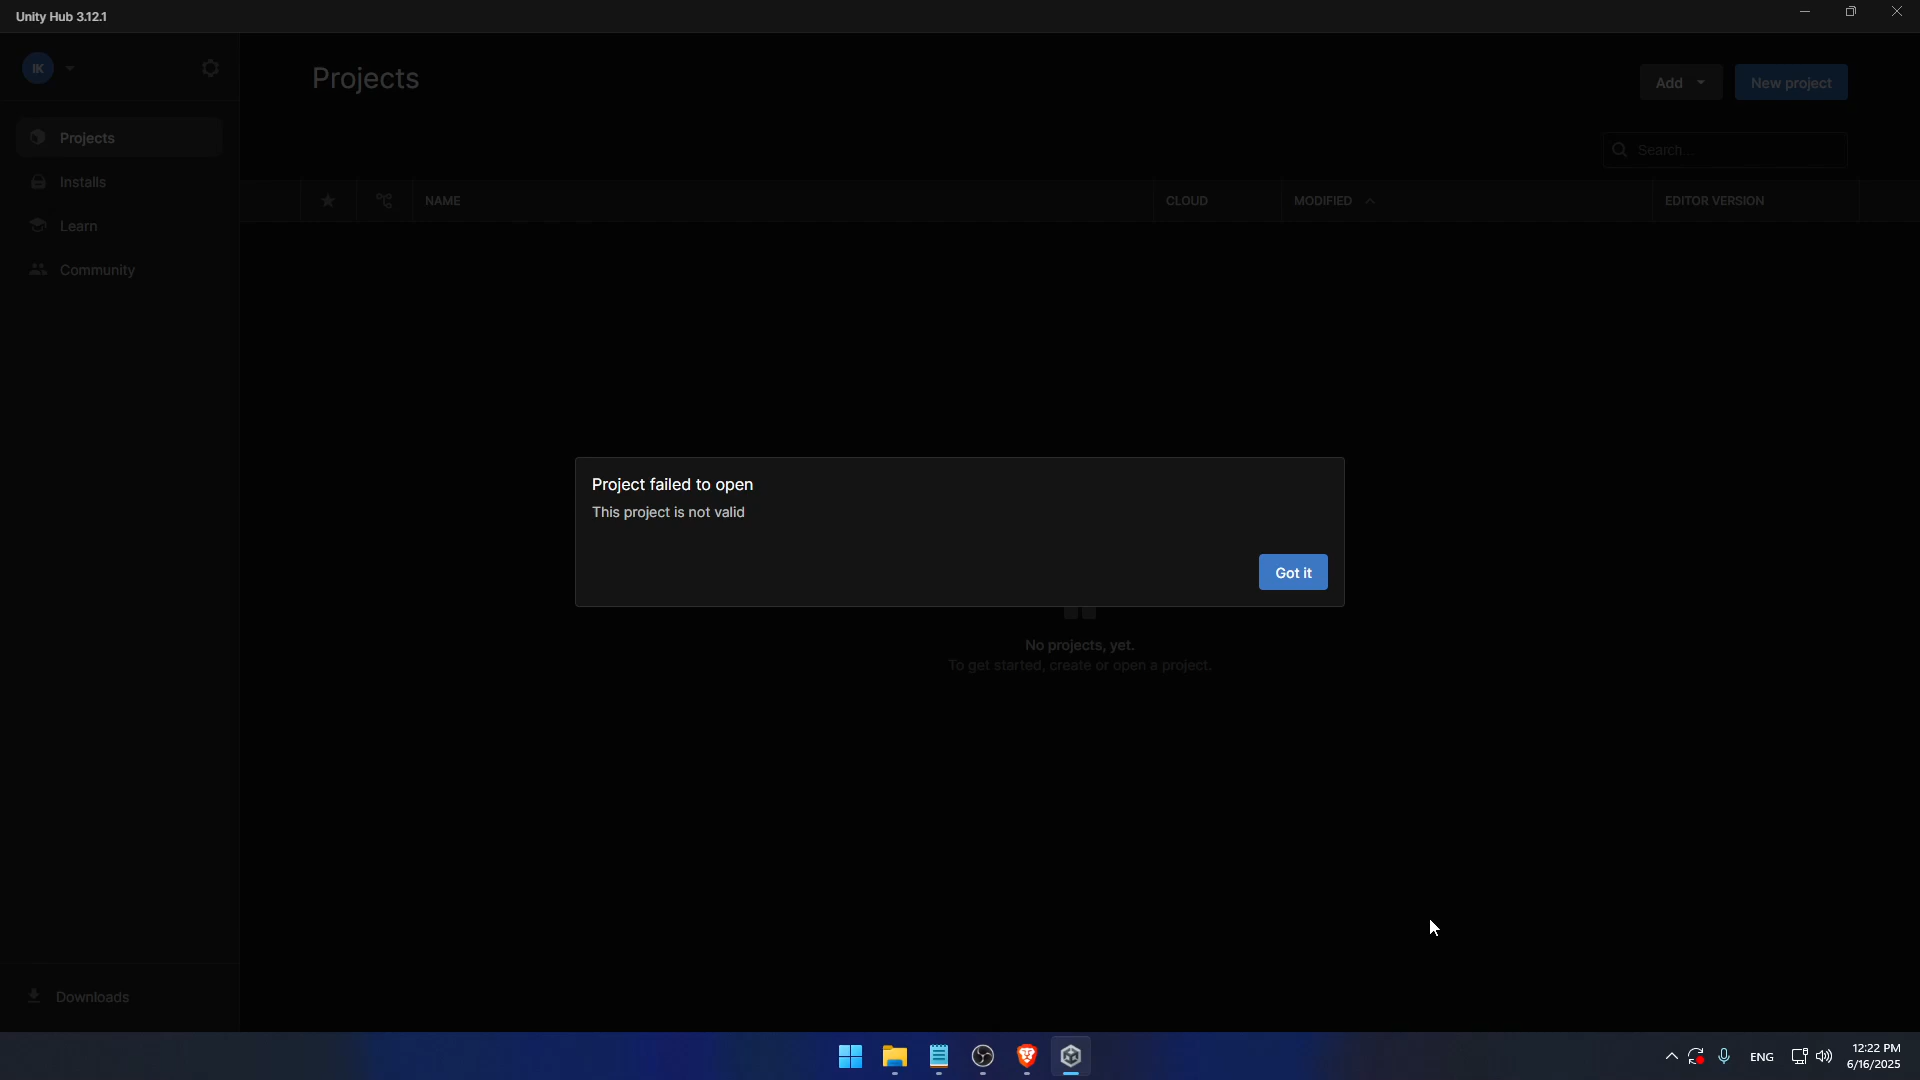 Unity Hub 3.12.1
IK
Projects
Installs
Learn
Community
Downloads
Projects
Add
New project
Search...
NAME
CLOUD
MODIFIED
EDITOR VERSION
Project failed to open
This project is not valid
Got it
No projects, yet.
To get started, create or open a project.
ENG
12:22 PM
6/16/2025